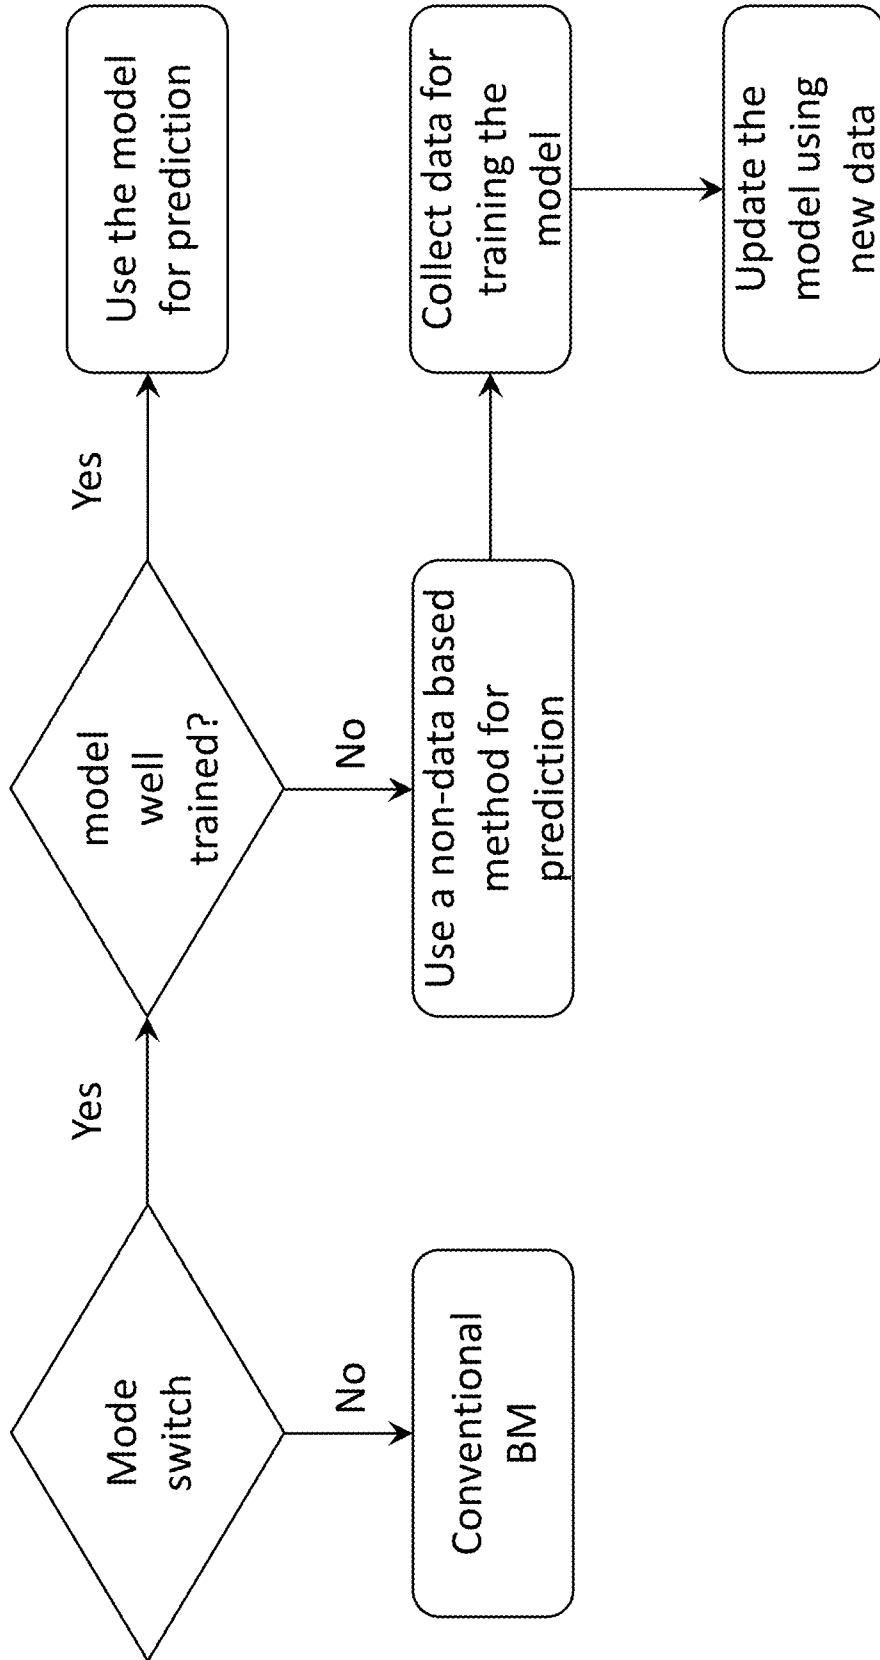 Mode
switch
Yes
model
well
trained?
Yes
Use the model
for prediction
No
Conventional
BM
No
Use a non-data based
method for
prediction
Collect data for
training the
model
Update the
model using
new data